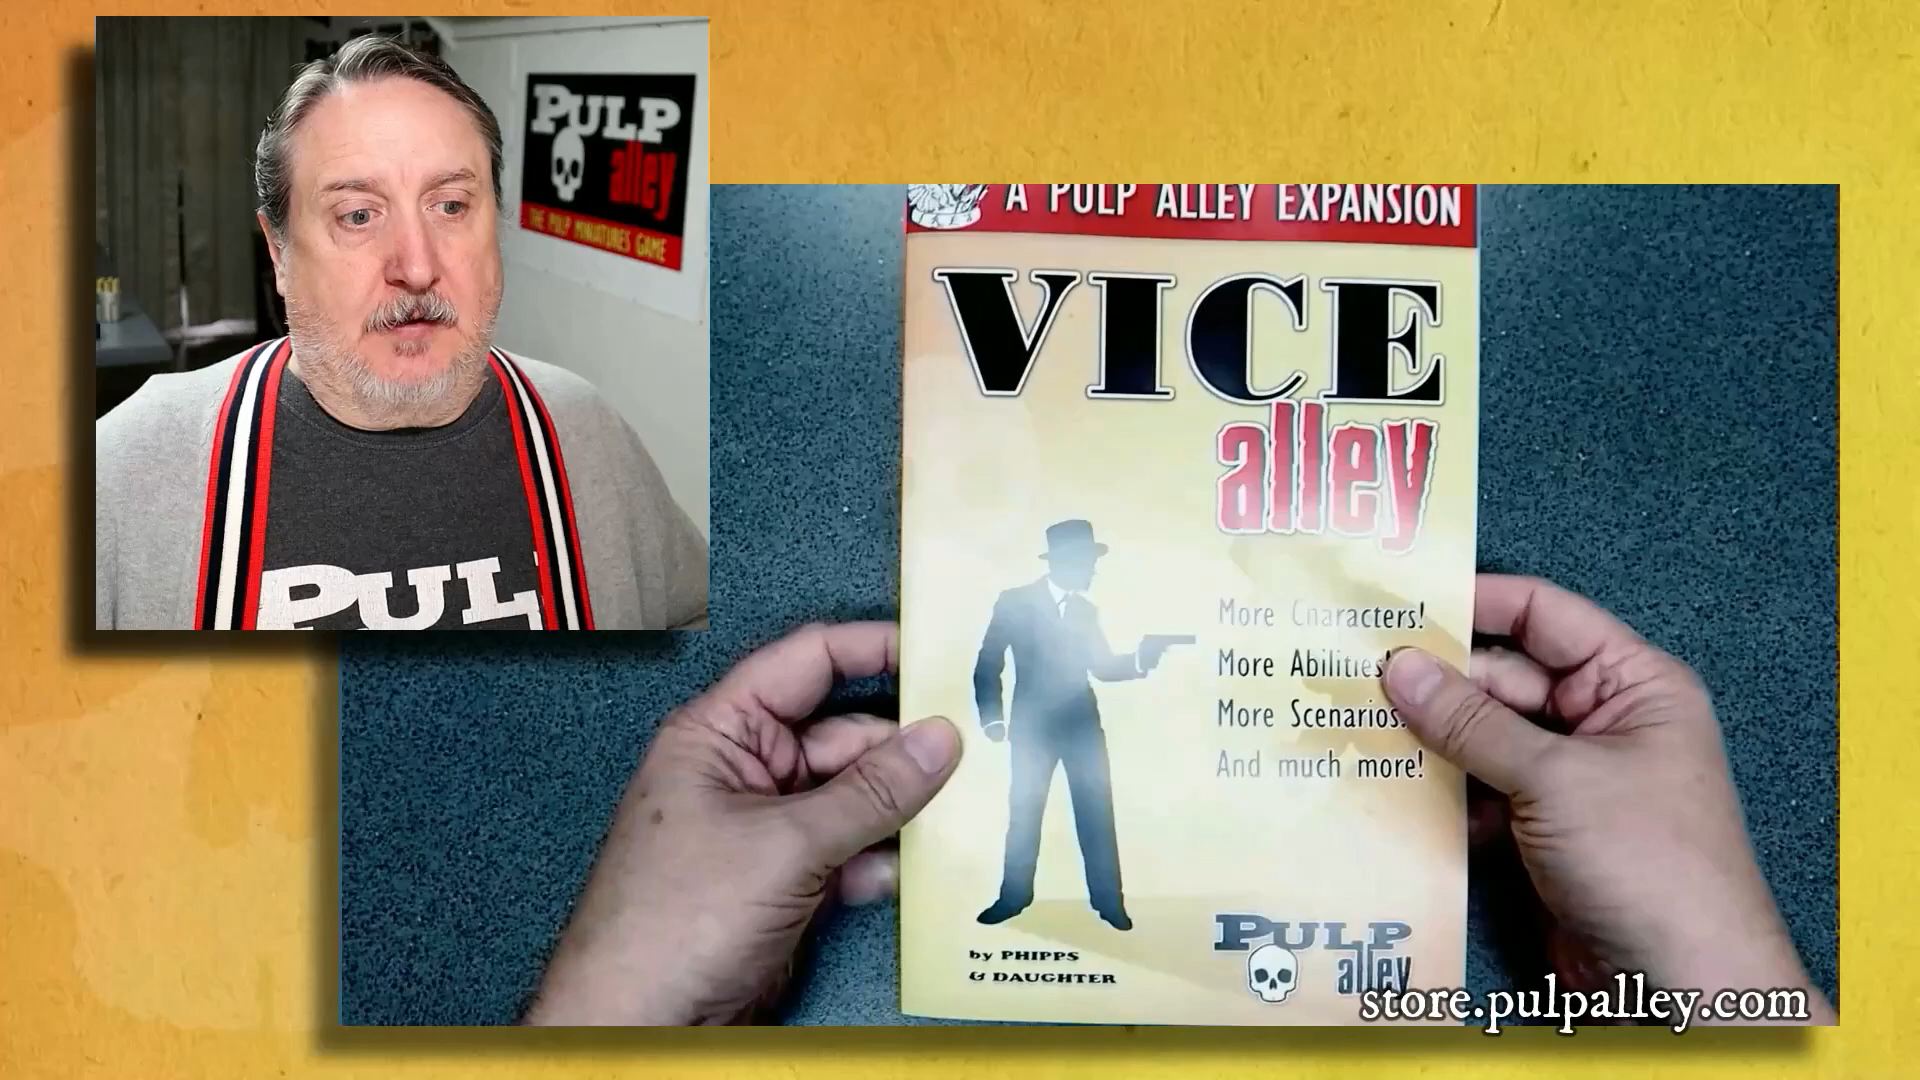 PULP
alley
THE PULP MINIATURES GAME
PUL
A PULP ALLEY EXPANSION
VICE
alley
More Characters!
More Abilities!
More Scenarios!
And much more!
by PHIPPS
& DAUGHTER
PULP
alley
store.pulpalley.com